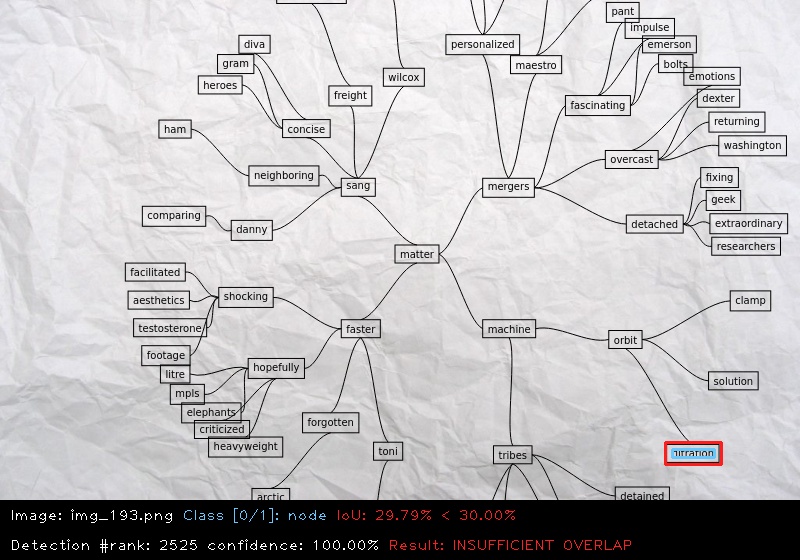 pant
impulse
diva
emerson
personalized
gram
bolts
maestro
emotions
wilcox
heroes
freight
dexter
fascinating
returning
ham
concise
washington
overcast
neighboring
fixing
sang
mergers
geek
comparing
extraordinary
detached
danny
researchers
matter
facilitated
shocking
aesthetics
clamp
testosterone
faster
machine
orbit
footage
hopefully
litre
solution
mpls
elephants
forgotten
criticized
heavyweight
toni
tribes
arctic
detained
Image: img_193.png Class [0/1]: node IoU: 29.79% < 30.00%
Detection #rank: 2525 confidence: 100.00% Result: INSUFFICIENT OVERLAP